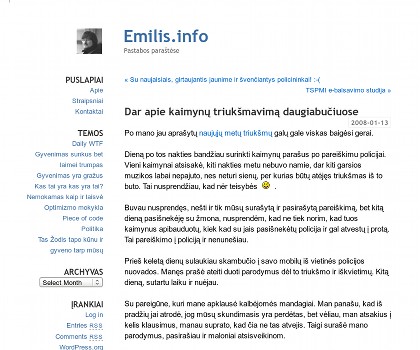 Emilis.info
Pastabos paraštėse
PUSLAPIAI
Apie
Straipsniai
Kontaktai
TEMOS
Daily WTF
Gyvenimas sunkus bet
laimei trumpas
Gyvenimas yra gražus
Kas tai yra kas yra tai?
Nemokamas kaip ir laisvė
Optimizmo mokykla
Piece of code
Politika
Tas Žodis tapo kūnu ir
gyveno tarp mūsų
ARCHYVAS
Select Month
ĮRANKIAI
Log in
Entries RSS
Comments RSS
WordPress.org
« Su naujaisiais, girtaujantis jaunime ir švenčiantys policininkai! :-(
TSPMI e-balsavimo studija »
Dar apie kaimynų triukšmavimą daugiabučiuose
2008-01-13
Po mano jau aprašytų naujųjų metų triukšmų galų gale viskas baigėsi gerai.
Dieną po tos nakties bandžiau surinkti kaimynų parašus po pareiškimu policijai.
Vieni kaimynai atsisakė, kiti nakties metu nebuvo namie, dar kiti garsios
muzikos labai nepajuto, nes neturi sienų, per kurias būtų atėjęs triukšmas iš to
buto. Tai nusprendžiau, kad nėr teisybės .
Buvau nusprendęs, nešti ir tik mūsų surašytą ir pasirašytą pareiškimą, bet kitą
dieną pasišnekėję su žmona, nusprendėm, kad ne tiek norim, kad tuos
kaimynus apibauduotų, kiek kad su jais pasišnekėtų policija ir gal atvestų į protą.
Tai pareiškimo į policiją ir nenunešiau.
Prieš keletą dienų sulaukiau skambučio į savo mobilų iš vietinės policijos
nuovados. Manęs prašė ateiti duoti parodymus dėl to triukšmo ir iškvietimų. Kitą
dieną, sutartu laiku ir nuėjau.
Su pareigūne, kuri mane apklausė kalbėjomės mandagiai. Man panašu, kad iš
pradžių jai atrodė, jog mūsų skundimasis yra perdėtas, bet vėliau, man atsakius į
kelis klausimus, manau suprato, kad čia ne tas atvejis. Taigi surašė mano
parodymus, pasirašiau ir maloniai atsisveikinom.